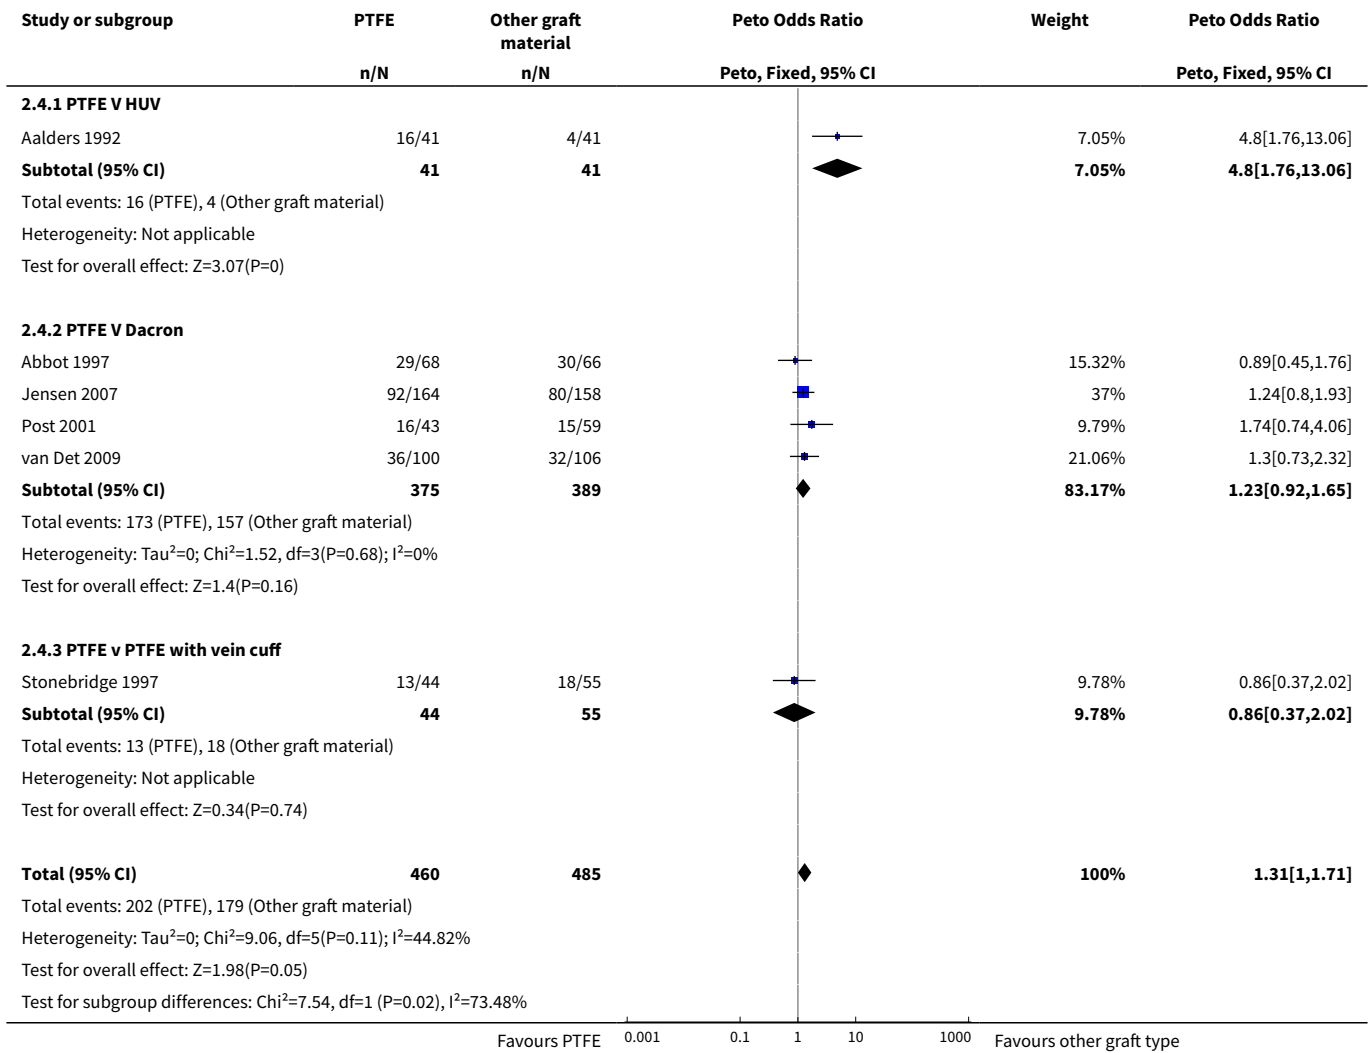 Study or subgroup PTFE Other graft material Peto Odds Ratio Weight Peto Odds Ratio
n/N n/N Peto, Fixed, 95% CI Peto, Fixed, 95% CI
2.4.1 PTFE V HUV
Aalders 1992 16/41 4/41 7.05% 4.8[1.76,13.06]
Subtotal (95% CI) 41 41 7.05% 4.8[1.76,13.06]
Total events: 16 (PTFE), 4 (Other graft material)
Heterogeneity: Not applicable
Test for overall effect: Z=3.07(P=0)
2.4.2 PTFE V Dacron
Abbot 1997 29/68 30/66 15.32% 0.89[0.45,1.76]
Jensen 2007 92/164 80/158 37% 1.24[0.8,1.93]
Post 2001 16/43 15/59 9.79% 1.74[0.74,4.06]
van Det 2009 36/100 32/106 21.06% 1.3[0.73,2.32]
Subtotal (95% CI) 375 389 83.17% 1.23[0.92,1.65]
Total events: 173 (PTFE), 157 (Other graft material)
Heterogeneity: Tau²=0; Chi²=1.52, df=3(P=0.68); I²=0%
Test for overall effect: Z=1.4(P=0.16)
2.4.3 PTFE v PTFE with vein cuff
Stonebridge 1997 13/44 18/55 9.78% 0.86[0.37,2.02]
Subtotal (95% CI) 44 55 9.78% 0.86[0.37,2.02]
Total events: 13 (PTFE), 18 (Other graft material)
Heterogeneity: Not applicable
Test for overall effect: Z=0.34(P=0.74)
Total (95% CI) 460 485 100% 1.31[1,1.71]
Total events: 202 (PTFE), 179 (Other graft material)
Heterogeneity: Tau²=0; Chi²=9.06, df=5(P=0.11); I²=44.82%
Test for overall effect: Z=1.98(P=0.05)
Test for subgroup differences: Chi²=7.54, df=1 (P=0.02), I²=73.48%
Favours PTFE 0.001 0.1 1 10 1000 Favours other graft type